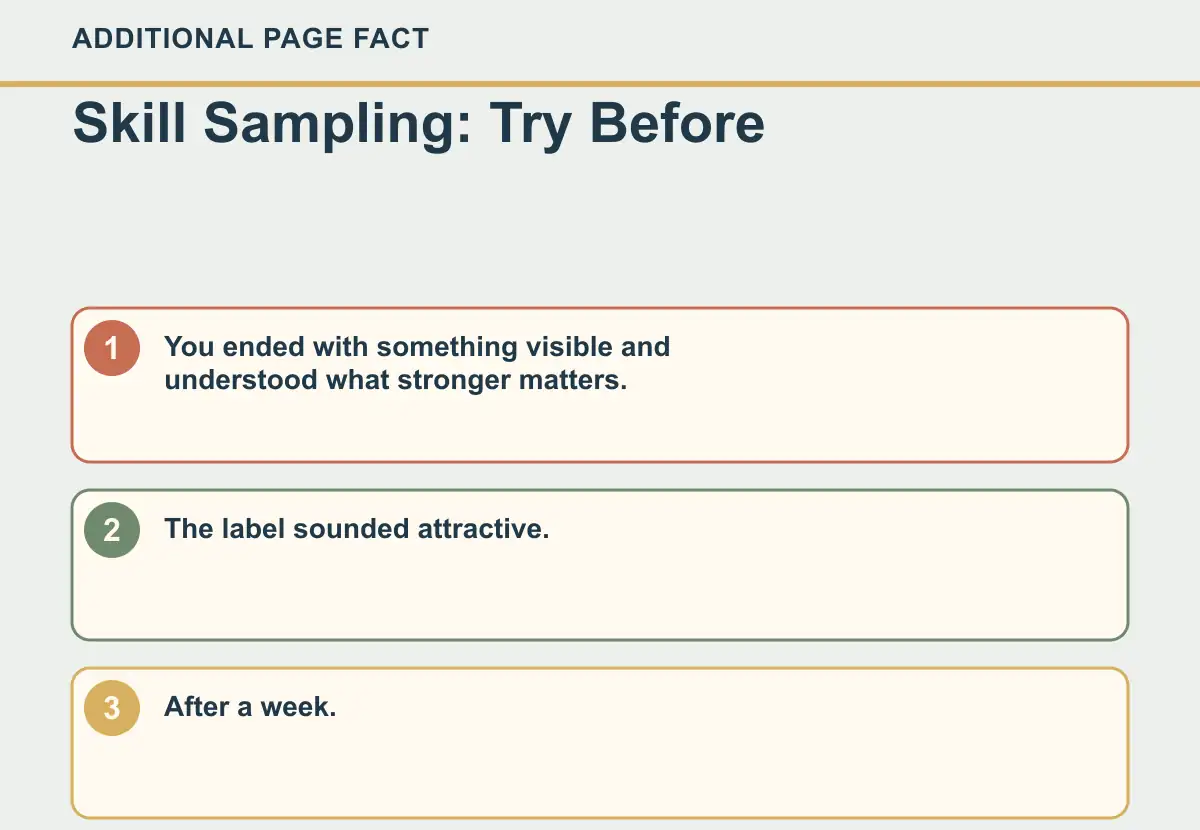 ADDITIONAL PAGE FACT
Skill Sampling: Try Before
1
You ended with something visible and
understood what stronger matters.
2
The label sounded attractive.
3
After a week.